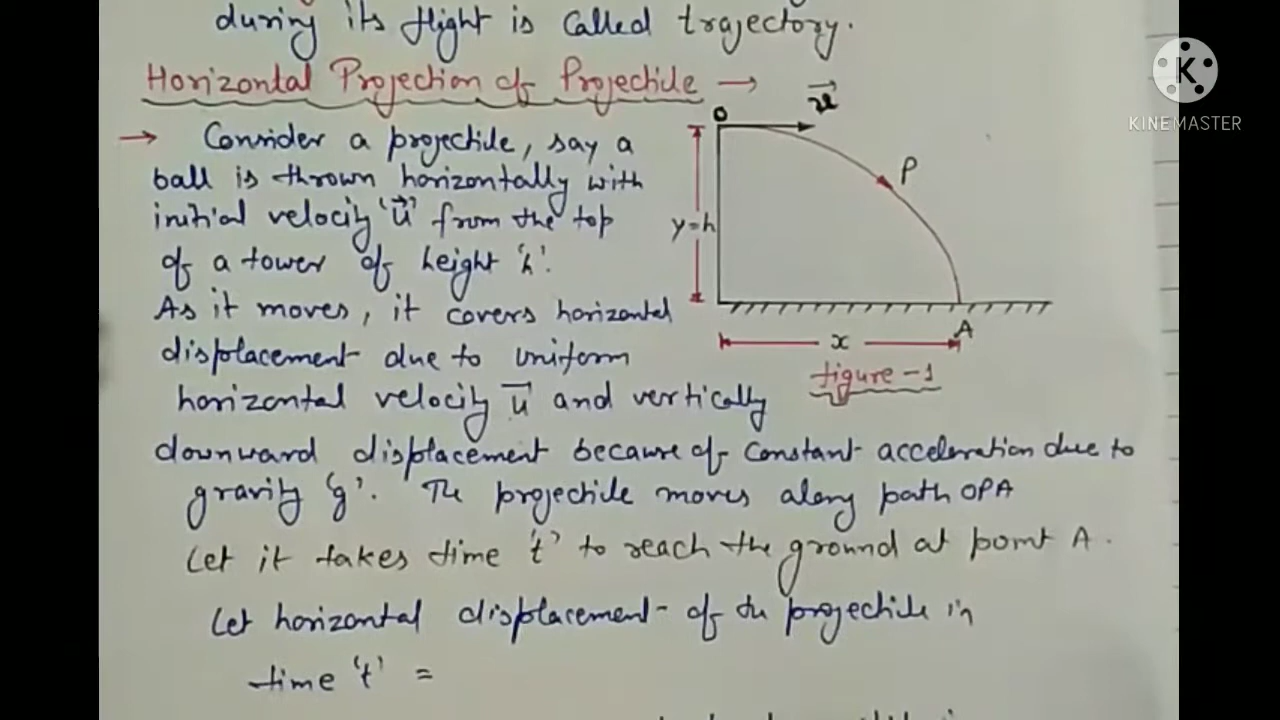 during its flight is called trajectory.
Horizontal Projection of Projectile →
→ Consider a projectile, say a
ball is thrown horizontally with
initial velocity 'u⃗' from the top
of a tower of height 'h'.
As it moves, it covers horizontal
displacement due to uniform
horizontal velocity u⃗ and vertically
downward displacement because of constant acceleration due to
gravity 'g'. The projectile moves along path OPA
Let it takes time 't' to reach the ground at point A.
Let horizontal displacement of the projectile in
time 't' =
O
u⃗
P
y=h
A
x
figure-1
K
KINEMASTER